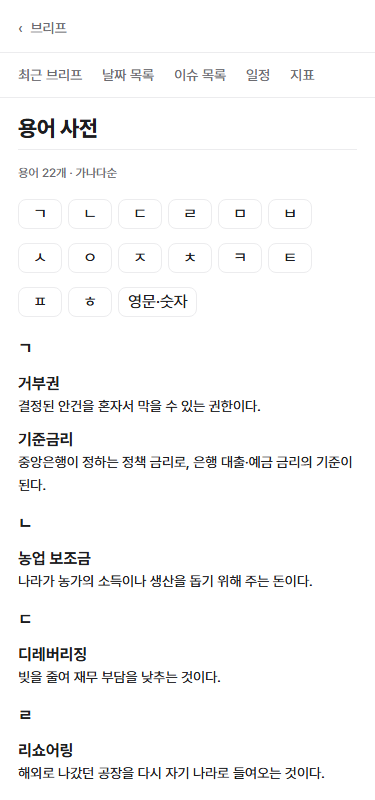 ‹ 브리프
최근 브리프 날짜 목록 이슈 목록 일정 지표
용어 사전
용어 22개 · 가나다순
ㄱ ㄴ ㄷ ㄹ ㅁ ㅂ
ㅅ ㅇ ㅈ ㅊ ㅋ ㅌ
ㅍ ㅎ 영문·숫자
ㄱ
거부권
결정된 안건을 혼자서 막을 수 있는 권한이다.
기준금리
중앙은행이 정하는 정책 금리로, 은행 대출·예금 금리의 기준이
된다.
ㄴ
농업 보조금
나라가 농가의 소득이나 생산을 돕기 위해 주는 돈이다.
ㄷ
디레버리징
빚을 줄여 재무 부담을 낮추는 것이다.
ㄹ
리쇼어링
해외로 나갔던 공장을 다시 자기 나라로 들여오는 것이다.